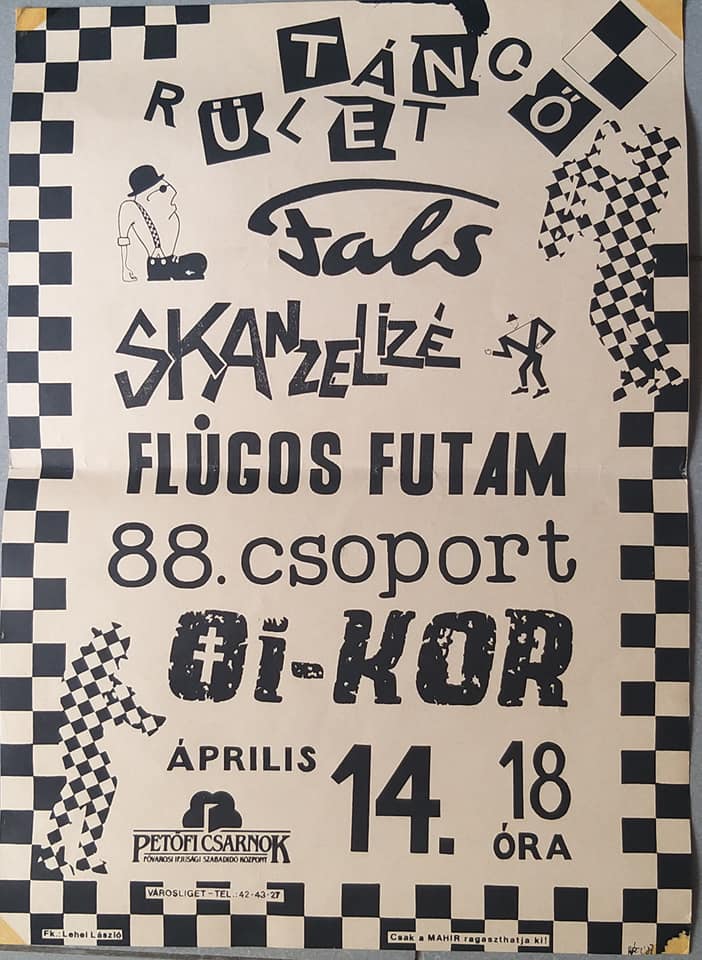 TÁNCŐ
RÜLET
Fals
SKANZELIZÉ
FLÚGOS FUTAM
88. csoport
Oi-KOR
ÁPRILIS 14. 18 ÓRA
PETŐFI CSARNOK
FŐVÁROSI IFJÚSÁGI SZABADIDŐ KÖZPONT
VÁROSLIGET - TEL.: 42-43-27
Fk.: Lehel László
Csak a MAHIR ragaszthatja ki!